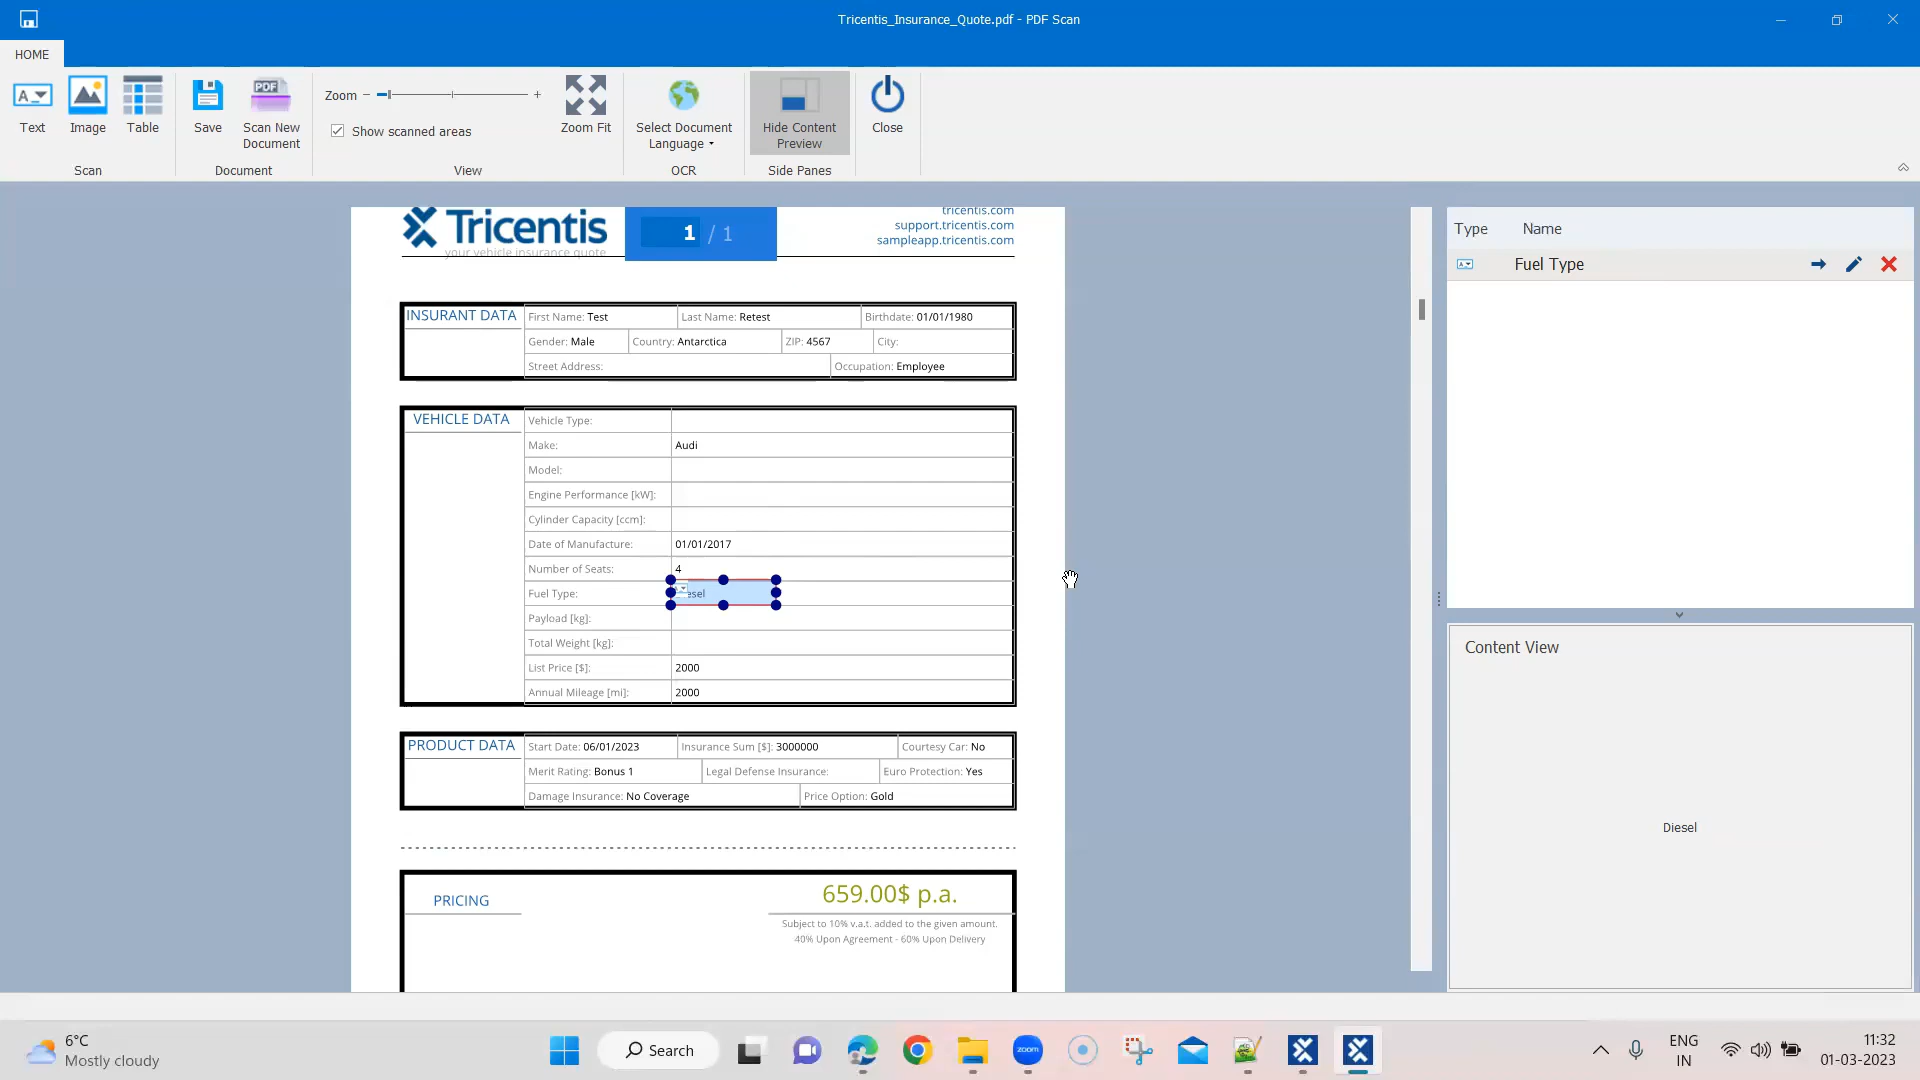 Tricentis_Insurance_Quote.pdf - PDF Scan
HOME
Text
Image
Table
Scan
Save
Scan New Document
Document
Zoom
Show scanned areas
Zoom Fit
View
Select Document Language
OCR
Hide Content Preview
Side Panes
Close
Tricentis
your vehicle insurance quote
1 / 1
tricentis.com
support.tricentis.com
sampleapp.tricentis.com
INSURANT DATA
First Name: Test
Last Name: Retest
Birthdate: 01/01/1980
Gender: Male
Country: Antarctica
ZIP: 4567
City:
Street Address:
Occupation: Employee
VEHICLE DATA
Vehicle Type:
Make: Audi
Model:
Engine Performance [kW]:
Cylinder Capacity [ccm]:
Date of Manufacture: 01/01/2017
Number of Seats: 4
Fuel Type: esel
Payload [kg]:
Total Weight [kg]:
List Price [$]: 2000
Annual Mileage [mi]: 2000
PRODUCT DATA
Start Date: 06/01/2023
Insurance Sum [$]: 3000000
Courtesy Car: No
Merit Rating: Bonus 1
Legal Defense Insurance:
Euro Protection: Yes
Damage Insurance: No Coverage
Price Option: Gold
PRICING
659.00$ p.a.
Subject to 10% v.a.t. added to the given amount.
40% Upon Agreement - 60% Upon Delivery
Type Name
Fuel Type
Content View
Diesel
6°C
Mostly cloudy
Search
zoom
ENG
IN
11:32
01-03-2023